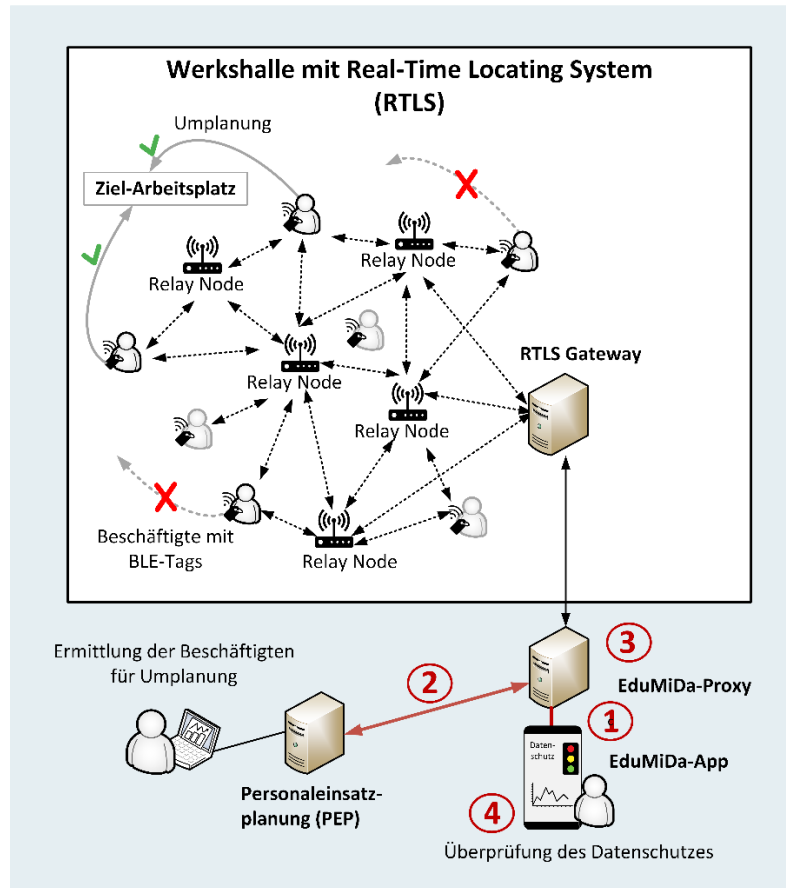 Werkshalle mit Real-Time Locating System
(RTLS)
Umplanung
Ziel-Arbeitsplatz
Relay Node
Relay Node
RTLS Gateway
Relay Node
Relay Node
Beschäftigte mit
BLE-Tags
Relay Node
Ermittlung der Beschäftigten
für Umplanung
3
2
EduMiDa-Proxy
1
Daten-
schutz
EduMiDa-App
Personaleinsatz-
planung (PEP)
4
Überprüfung des Datenschutzes